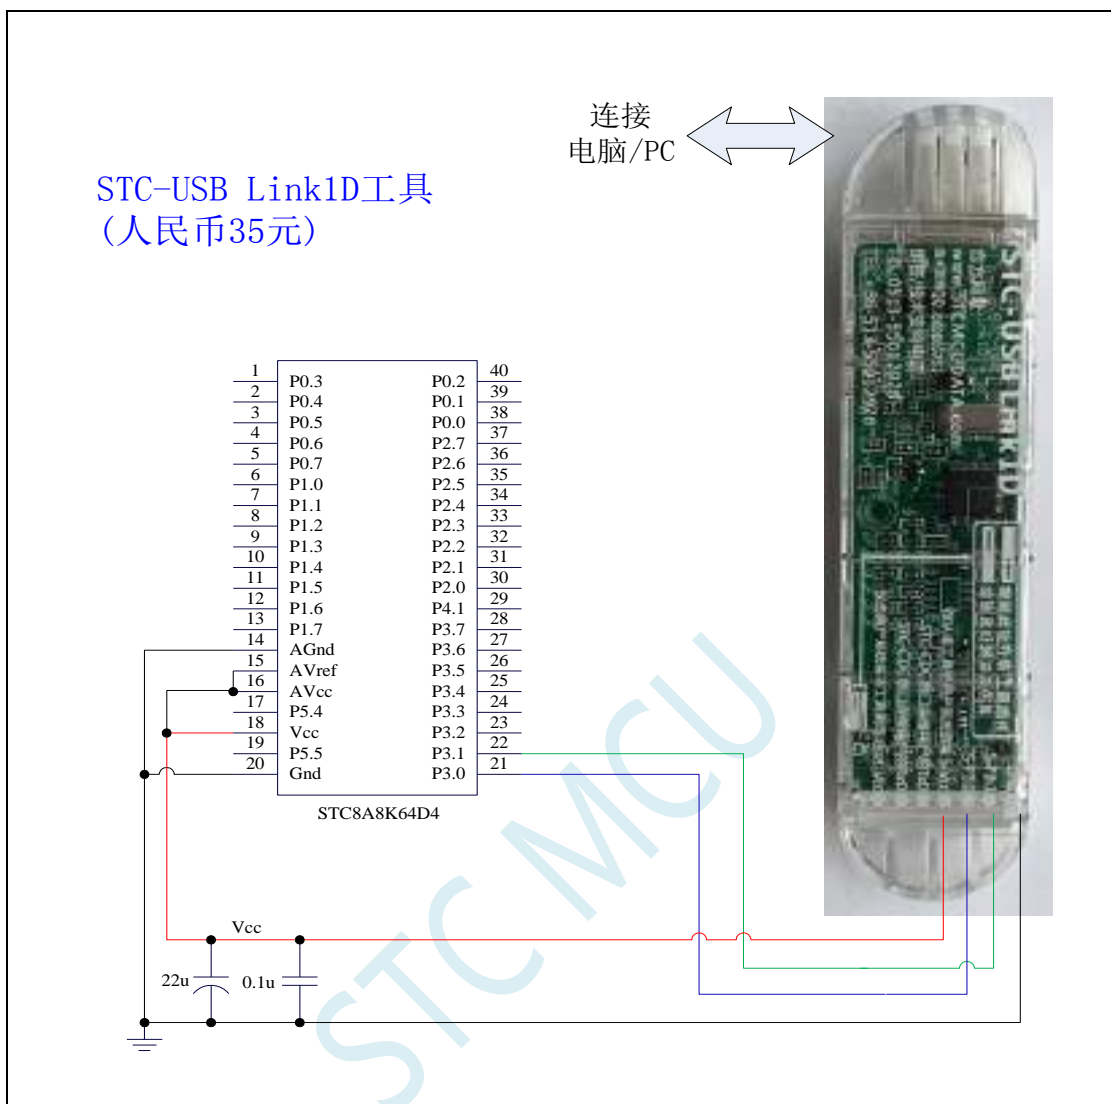 连接
电脑/PC
STC-USB Link1D工具
(人民币35元)
1 P0.3 P0.2 40
2 P0.4 P0.1 39
3 P0.5 P0.0 38
4 P0.6 P2.7 37
5 P0.7 P2.6 36
6 P1.0 P2.5 35
7 P1.1 P2.4 34
8 P1.2 P2.3 33
9 P1.3 P2.2 32
10 P1.4 P2.1 31
11 P1.5 P2.0 30
12 P1.6 P4.1 29
13 P1.7 P3.7 28
14 AGnd P3.6 27
15 AVref P3.5 26
16 AVcc P3.4 25
17 P5.4 P3.3 24
18 Vcc P3.2 23
19 P5.5 P3.1 22
20 Gnd P3.0 21
STC8A8K64D4
Vcc
22u 0.1u
STC MCU
STC-USB LINK1D